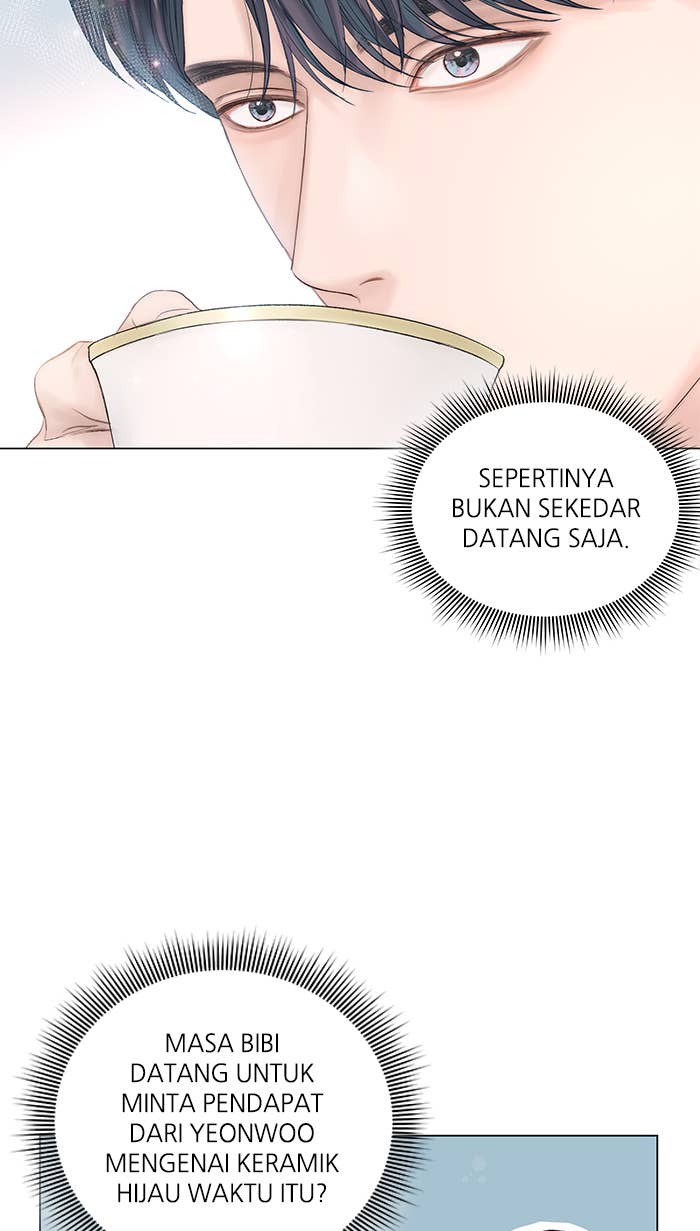 SEPERTINYA
BUKAN SEKEDAR
DATANG SAJA.
MASA BIBI
DATANG UNTUK
MINTA PENDAPAT
DARI YEONWOO
MENGENAI KERAMIK
HIJAU WAKTU ITU?